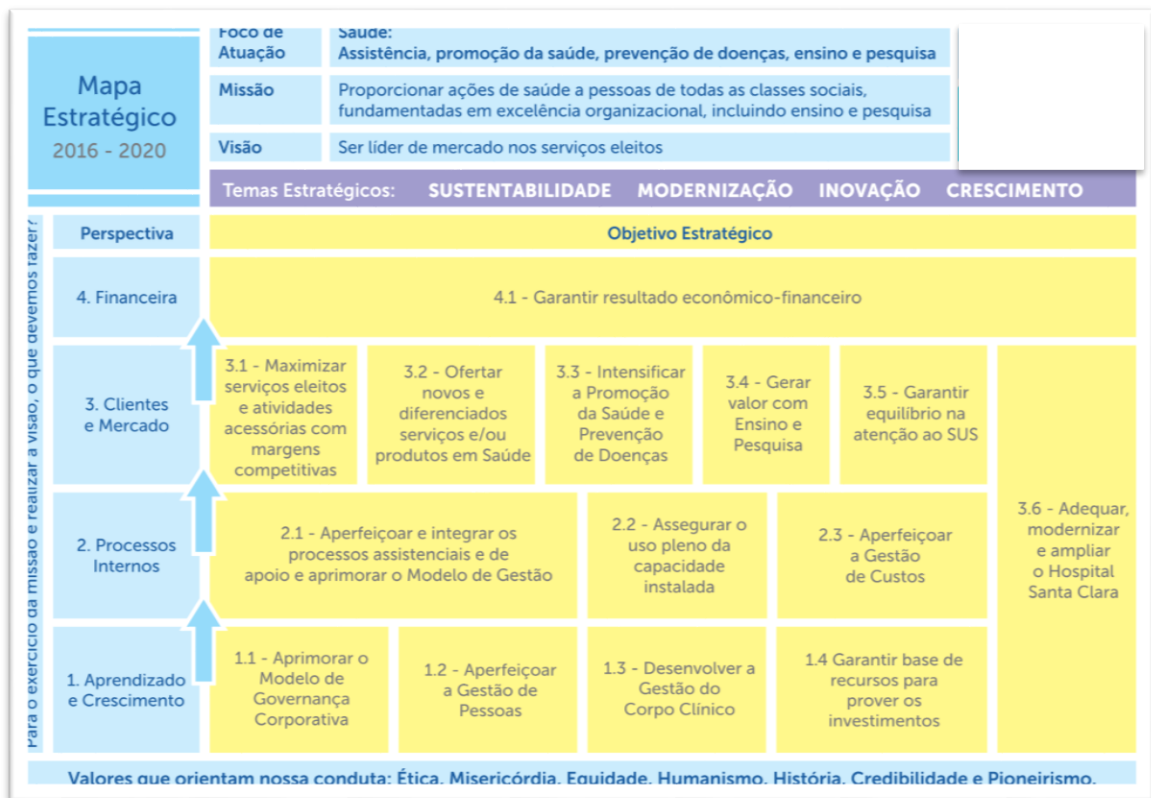 Mapa
Estratégico
2016 - 2020
Foco de
Atuação
Saúde:
Assistência, promoção da saúde, prevenção de doenças, ensino e pesquisa
Missão
Proporcionar ações de saúde a pessoas de todas as classes sociais,
fundamentadas em excelência organizacional, incluindo ensino e pesquisa
Visão
Ser líder de mercado nos serviços eleitos
Temas Estratégicos: SUSTENTABILIDADE MODERNIZAÇÃO INOVAÇÃO CRESCIMENTO
Para o exercício da missão e realizar a visão, o que devemos fazer?
Perspectiva
Objetivo Estratégico
4. Financeira
4.1 - Garantir resultado econômico-financeiro
3. Clientes
e Mercado
3.1 - Maximizar
serviços eleitos
e atividades
acessórias com
margens
competitivas
3.2 - Ofertar
novos e
diferenciados
serviços e/ou
produtos em Saúde
3.3 - Intensificar
a Promoção
da Saúde e
Prevenção
de Doenças
3.4 - Gerar
valor com
Ensino e
Pesquisa
3.5 - Garantir
equilíbrio na
atenção ao SUS
3.6 - Adequar,
modernizar
e ampliar
o Hospital
Santa Clara
2. Processos
Internos
2.1 - Aperfeiçoar e integrar os
processos assistenciais e de
apoio e aprimorar o Modelo de Gestão
2.2 - Assegurar o
uso pleno da
capacidade
instalada
2.3 - Aperfeiçoar
a Gestão
de Custos
1. Aprendizado
e Crescimento
1.1 - Aprimorar o
Modelo de
Governança
Corporativa
1.2 - Aperfeiçoar
a Gestão de
Pessoas
1.3 - Desenvolver a
Gestão do
Corpo Clínico
1.4 Garantir base de
recursos para
prover os
investimentos
Valores que orientam nossa conduta: Ética, Misericórdia, Equidade, Humanismo, História, Credibilidade e Pioneirismo.